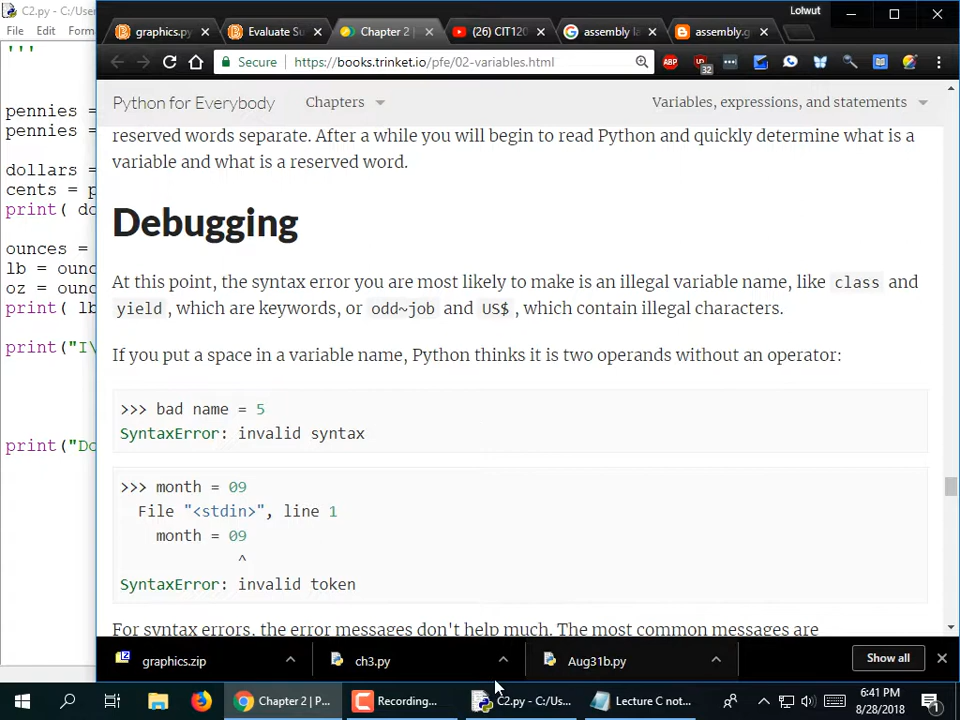 C2.py - C:/User
File Edit Form
'''
pennies =
pennies =
dollars =
cents = p
print( do
ounces =
lb = ounc
oz = ounc
print( lb
print("I\
print("Do
Lolwut
graphics.py
Evaluate Su
Chapter 2 |
(26) CIT120
assembly la
assembly.g
Secure
https://books.trinket.io/pfe/02-variables.html
ABP
32
Python for Everybody
Chapters
Variables, expressions, and statements
reserved words separate. After a while you will begin to read Python and quickly determine what is a
variable and what is a reserved word.
Debugging
At this point, the syntax error you are most likely to make is an illegal variable name, like class and
yield, which are keywords, or odd~job and US$, which contain illegal characters.
If you put a space in a variable name, Python thinks it is two operands without an operator:
>>> bad name = 5
SyntaxError: invalid syntax
>>> month = 09
File "<stdin>", line 1
month = 09
^
SyntaxError: invalid token
For syntax errors, the error messages don't help much. The most common messages are
graphics.zip
ch3.py
Aug31b.py
Show all
Chapter 2 | P...
Recording...
C2.py - C:/Us...
Lecture C not...
6:41 PM
8/28/2018
1